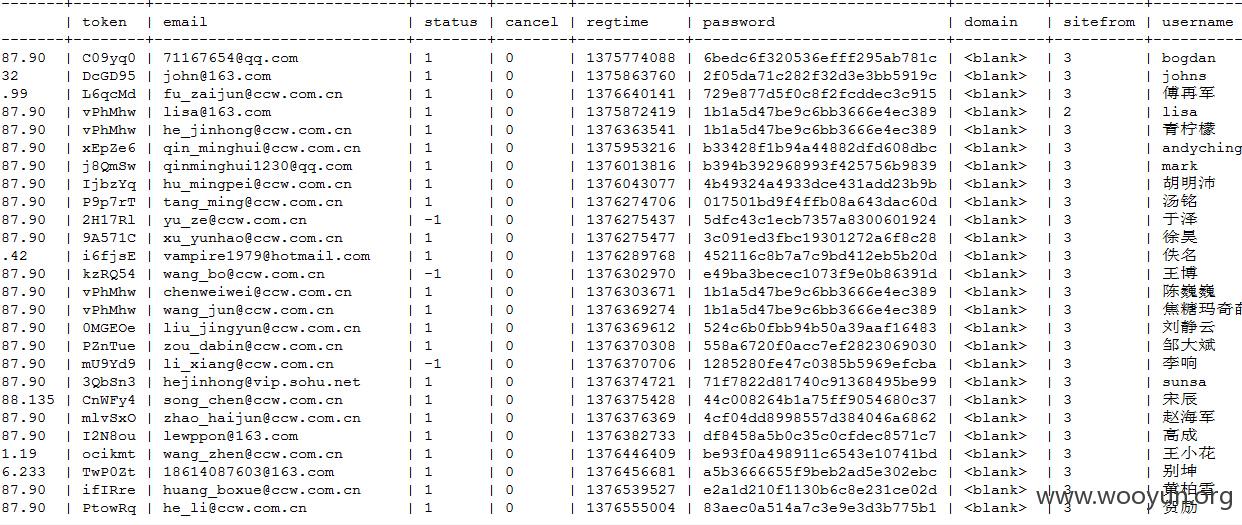 | token | email | status | cancel | regtime | password | domain | sitefrom | username
87.90 | C09yq0 | 71167654@qq.com | 1 | 0 | 1375774088 | 6bedc6f320536efff295ab781c | <blank> | 3 | bogdan
32 | DcGD95 | john@163.com | 1 | 0 | 1375863760 | 2f05da71c282f32d3e3bb5919c | <blank> | 3 | johns
.99 | L6qcMd | fu_zaijun@ccw.com.cn | 1 | 0 | 1376640141 | 729e877d5f0c8f2fcddec3c915 | <blank> | 3 | 傅再军
87.90 | vPhMhw | lisa@163.com | 1 | 0 | 1375872419 | 1b1a5d47be9c6bb3666e4ec389 | <blank> | 2 | lisa
87.90 | vPhMhw | he_jinhong@ccw.com.cn | 1 | 0 | 1376363541 | 1b1a5d47be9c6bb3666e4ec389 | <blank> | 3 | 青柠檬
87.90 | xEpZe6 | qin_minghui@ccw.com.cn | 1 | 0 | 1375953216 | b33428f1b94a44882dfd608dbc | <blank> | 3 | andyching
87.90 | j8QmSw | qinminghui1230@qq.com | 1 | 0 | 1376013816 | b394b392968993f425756b9839 | <blank> | 3 | mark
87.90 | IjbzYq | hu_mingpei@ccw.com.cn | 1 | 0 | 1376043077 | 4b49324a4933dce431add23b9b | <blank> | 3 | 胡明沛
87.90 | P9p7rT | tang_ming@ccw.com.cn | 1 | 0 | 1376274706 | 017501bd9f4ffb08a643dac60d | <blank> | 3 | 汤铭
87.90 | 2H17Rl | yu_ze@ccw.com.cn | -1 | 0 | 1376275437 | 5dfc43c1ecb7357a8300601924 | <blank> | 3 | 于泽
87.90 | 9A571C | xu_yunhao@ccw.com.cn | 1 | 0 | 1376275477 | 3c091ed3fbc19301272a6f8c28 | <blank> | 3 | 徐昊
.42 | i6fjsE | vampire1979@hotmail.com | 1 | 0 | 1376289768 | 452116c8b7a7c9bd412eb5b20d | <blank> | 3 | 佚名
87.90 | kzRQ54 | wang_bo@ccw.com.cn | -1 | 0 | 1376302970 | e49ba3becec1073f9e0b86391d | <blank> | 3 | 王博
87.90 | vPhMhw | chenweiwei@ccw.com.cn | 1 | 0 | 1376303671 | 1b1a5d47be9c6bb3666e4ec389 | <blank> | 3 | 陈巍巍
87.90 | vPhMhw | wang_jun@ccw.com.cn | 1 | 0 | 1376369274 | 1b1a5d47be9c6bb3666e4ec389 | <blank> | 3 | 焦糖玛奇
87.90 | 0MGEOe | liu_jingyun@ccw.com.cn | 1 | 0 | 1376369612 | 524c6b0fbb94b50a39aaf16483 | <blank> | 3 | 刘静云
87.90 | PZnTue | zou_dabin@ccw.com.cn | 1 | 0 | 1376370308 | 558a6720f0acc7ef2823069030 | <blank> | 3 | 邹大斌
87.90 | mU9Yd9 | li_xiang@ccw.com.cn | -1 | 0 | 1376370706 | 1285280fe47c0385b5969efcba | <blank> | 3 | 李响
87.90 | 3QbSn3 | hejinhong@vip.sohu.net | 1 | 0 | 1376374721 | 71f7822d81740c91368495be99 | <blank> | 3 | sunsa
88.135 | CnWFy4 | song_chen@ccw.com.cn | 1 | 0 | 1376375428 | 44c008264b1a75ff9054680c37 | <blank> | 3 | 宋辰
87.90 | mlvSxO | zhao_haijun@ccw.com.cn | 1 | 0 | 1376376369 | 4cf04dd8998557d384046a6862 | <blank> | 3 | 赵海军
87.90 | I2N8ou | lewppon@163.com | 1 | 0 | 1376382733 | df8458a5b0c35c0cfdec8571c7 | <blank> | 3 | 高成
1.19 | ocikmt | wang_zhen@ccw.com.cn | 1 | 0 | 1376446409 | be93f0a498911c6543e10741bd | <blank> | 3 | 王小花
6.233 | TwP0Zt | 18614087603@163.com | 1 | 0 | 1376456681 | a5b3666655f9beb2ad5e302ebc | <blank> | 3 | 别坤
87.90 | ifIRre | huang_boxue@ccw.com.cn | 1 | 0 | 1376539527 | e2a1d210f1130b6c8e231ce02d | <blank> | 3 | 黄柏雪
87.90 | PtowRq | he_li@ccw.com.cn | 1 | 0 | 1376555004 | 83aec0a514a7c3e9e3d3b775b1 | <blank> | 3 | 贺励
www.wooyun.org